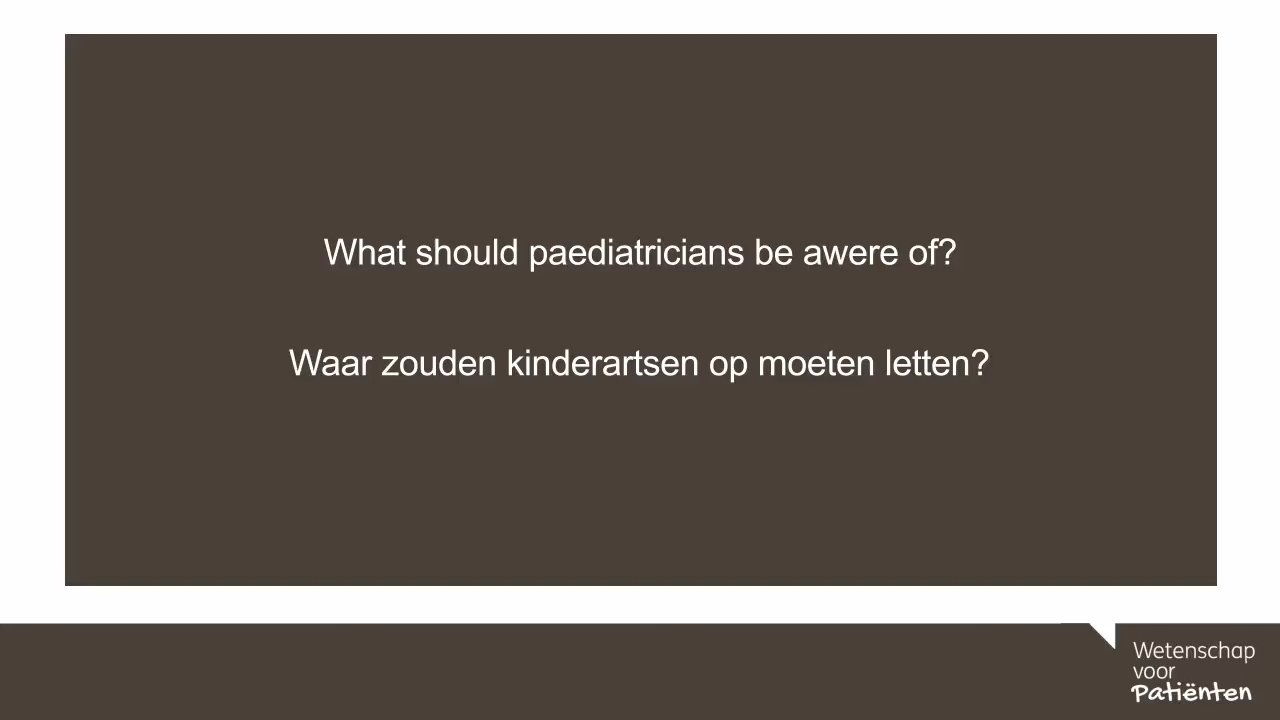 What should paediatricians be awere of?
Waar zouden kinderartsen op moeten letten?
Wetenschap
voor
Patiënten